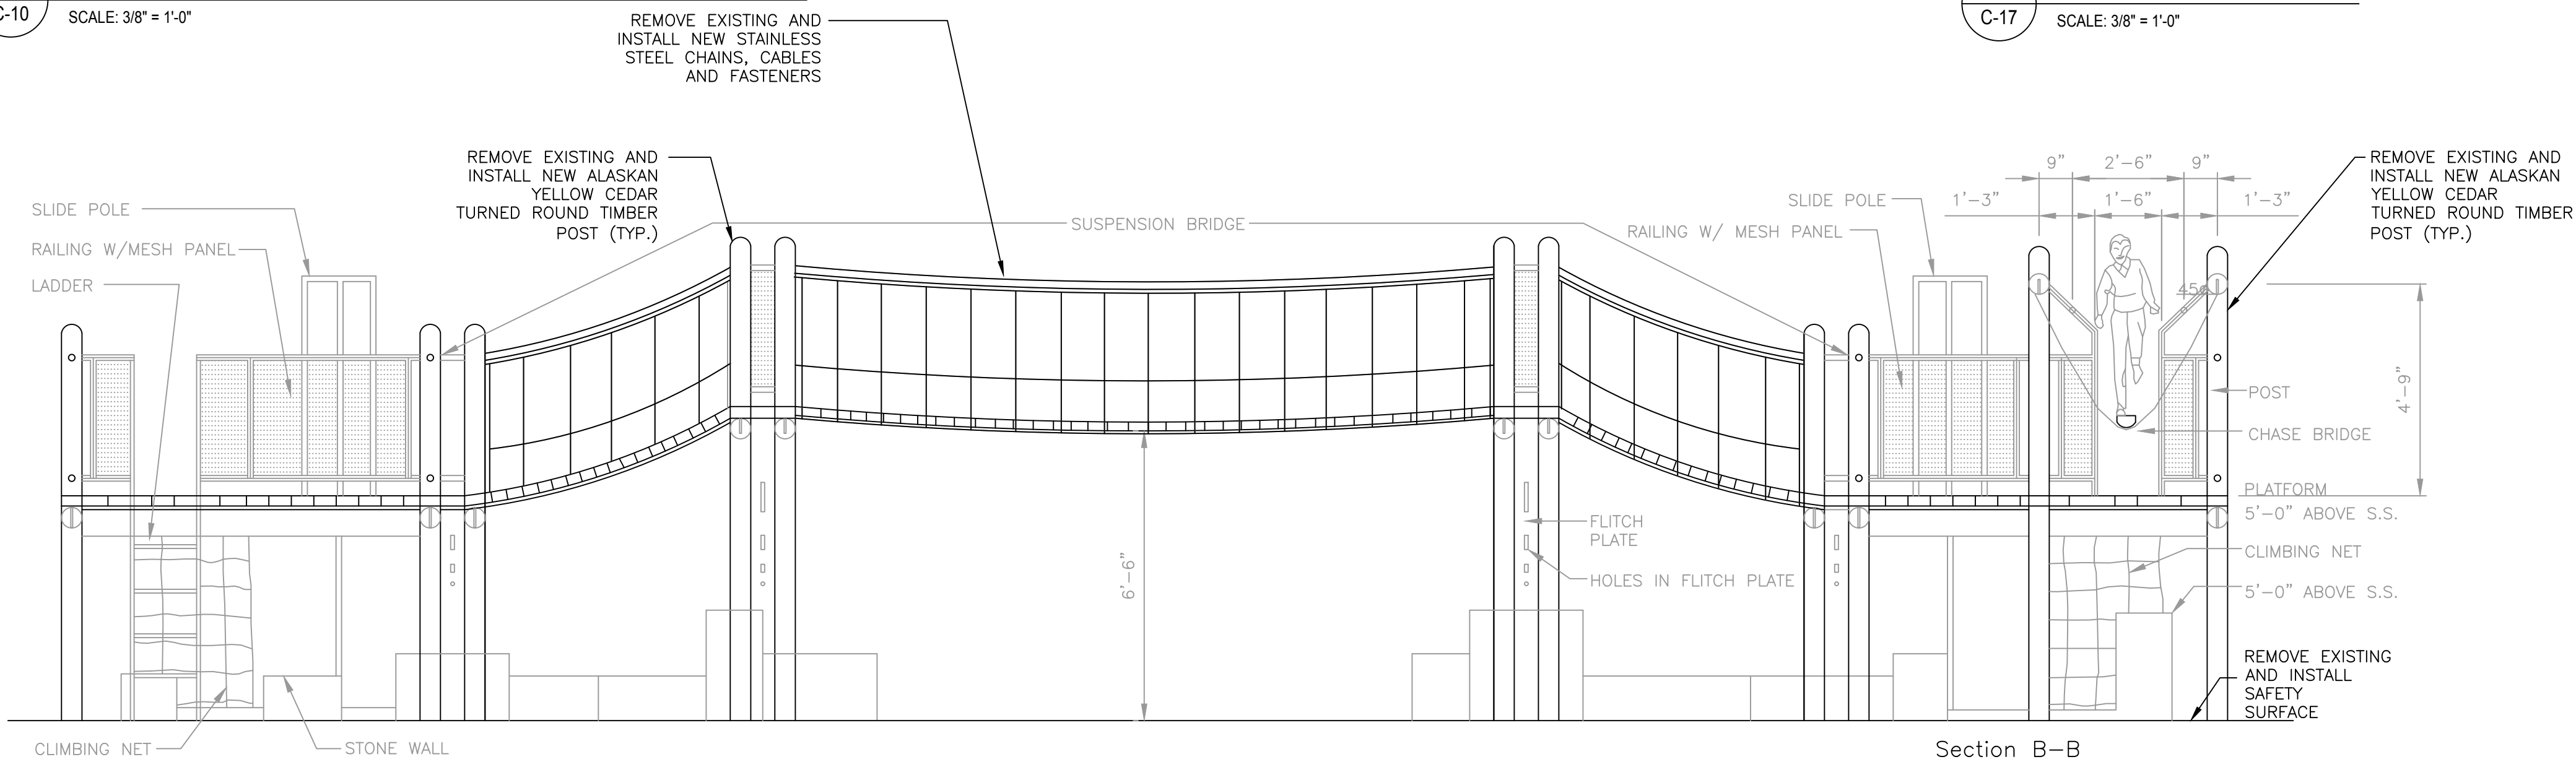 C-10
SCALE: 3/8" = 1'-0"
C-17
SCALE: 3/8" = 1'-0"
REMOVE EXISTING AND
INSTALL NEW STAINLESS
STEEL CHAINS, CABLES
AND FASTENERS
REMOVE EXISTING AND
INSTALL NEW ALASKAN
YELLOW CEDAR
TURNED ROUND TIMBER
POST (TYP.)
SLIDE POLE
RAILING W/MESH PANEL
LADDER
SUSPENSION BRIDGE
SLIDE POLE
RAILING W/ MESH PANEL
9"
2'-6"
9"
1'-3"
1'-6"
1'-3"
REMOVE EXISTING AND
INSTALL NEW ALASKAN
YELLOW CEDAR
TURNED ROUND TIMBER
POST (TYP.)
4'-9"
POST
CHASE BRIDGE
PLATFORM
5'-0" ABOVE S.S.
FLITCH
PLATE
HOLES IN FLITCH PLATE
6'-6"
CLIMBING NET
5'-0" ABOVE S.S.
REMOVE EXISTING
AND INSTALL
SAFETY
SURFACE
CLIMBING NET
STONE WALL
Section B-B